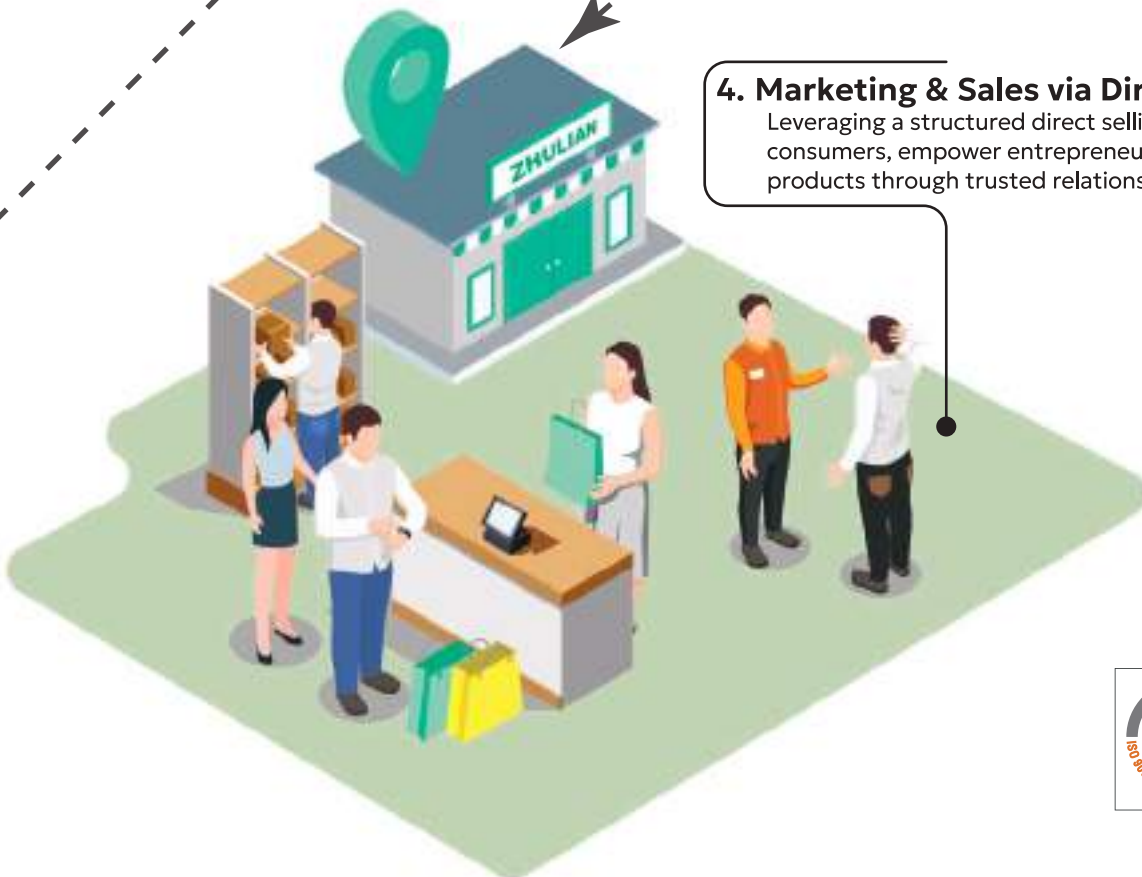 4. Marketing & Sales via Dir
Leveraging a structured direct selli
consumers, empower entrepreneu
products through trusted relations
ZHULIAN